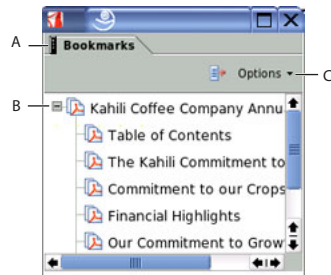 A
Bookmarks
Options
C
B
Kahili Coffee Company Annu
Table of Contents
The Kahili Commitment to
Commitment to our Crops
Financial Highlights
Our Commitment to Grow